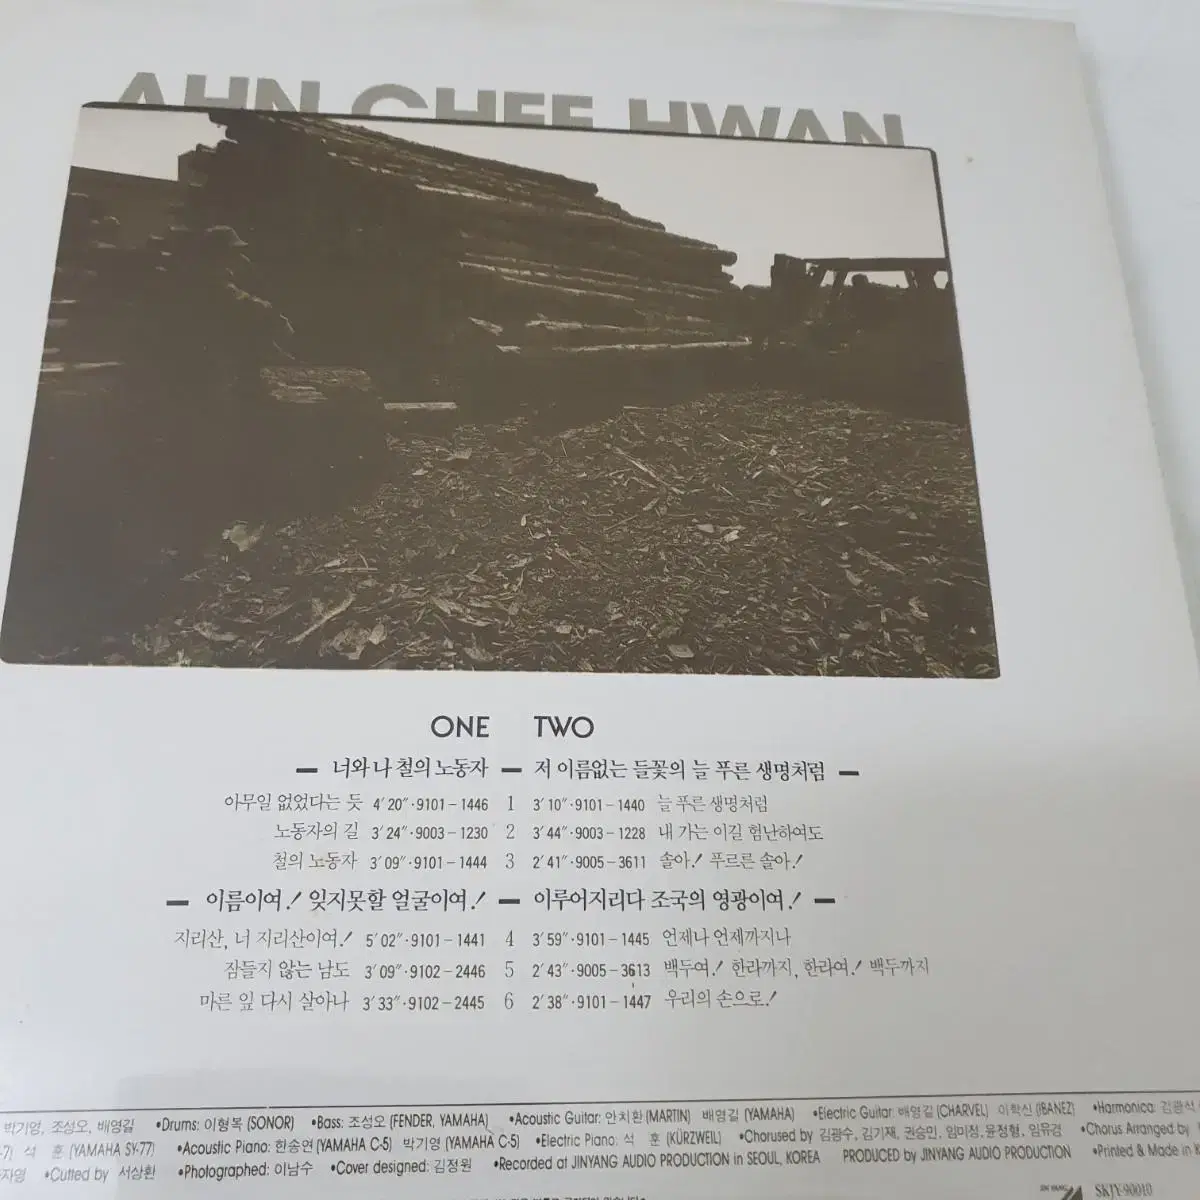 AHN CHEE HWAN
ONE TWO
— 너와 나 철의 노동자 — 저 이름없는 들꽃의 늘 푸른 생명처럼 —
아무일 없었다는 듯 4′20″·9101-1446 1 3′10″·9101-1440 늘 푸른 생명처럼
노동자의 길 3′24″·9003-1230 2 3′44″·9003-1228 내 가는 이길 험난하여도
철의 노동자 3′09″·9101-1444 3 2′41″·9005-3611 솔아! 푸르른 솔아!
— 이름이여! 잊지못할 얼굴이여! — 이루어지리다 조국의 영광이여! —
지리산, 너 지리산이여! 5′02″·9101-1441 4 3′59″·9101-1445 언제나 언제까지나
잠들지 않는 남도 3′09″·9102-2446 5 2′43″·9005-3613 백두여! 한라까지, 한라여! 백두까지
마른 잎 다시 살아나 3′33″·9102-2445 6 2′38″·9101-1447 우리의 손으로!
박기영, 조성오, 배영길 •Drums: 이형목 (SONOR) •Bass: 조성오 (FENDER, YAMAHA) •Acoustic Guitar: 안치환 (MARTIN) 배영길 (YAMAHA) •Electric Guitar: 배영길 (CHARVEL) 이학신 (IBANEZ) •Harmonica: 김광석
석 훈 (YAMAHA SY-77) •Acoustic Piano: 한송연 (YAMAHA C-5) 박기영 (YAMAHA C-5) •Electric Piano: 석 훈 (KÜRZWEIL) •Chorused by 김광수, 김기재, 권승민, 임미정, 윤정형, 임유경 •Chorus Arranged by
자영 •Cutted by 서상환 •Photographed: 이남수 •Cover designed: 김정원 •Recorded at JINYANG AUDIO PRODUCTION in SEOUL, KOREA PRODUCED by JINYANG AUDIO PRODUCTION •Printed & Made in
JIN YANG SKJY-90010